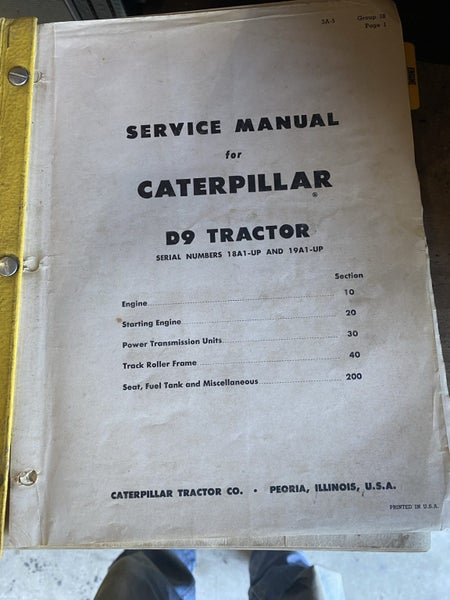 SA-3 Group 1B
Page 1
SERVICE MANUAL
for
CATERPILLAR
®
D9 TRACTOR
SERIAL NUMBERS 18A1-UP AND 19A1-UP
Section
Engine 10
Starting Engine 20
Power Transmission Units 30
Track Roller Frame 40
Seat, Fuel Tank and Miscellaneous 200
CATERPILLAR TRACTOR CO. • PEORIA, ILLINOIS, U.S.A.
PRINTED IN U.S.A.